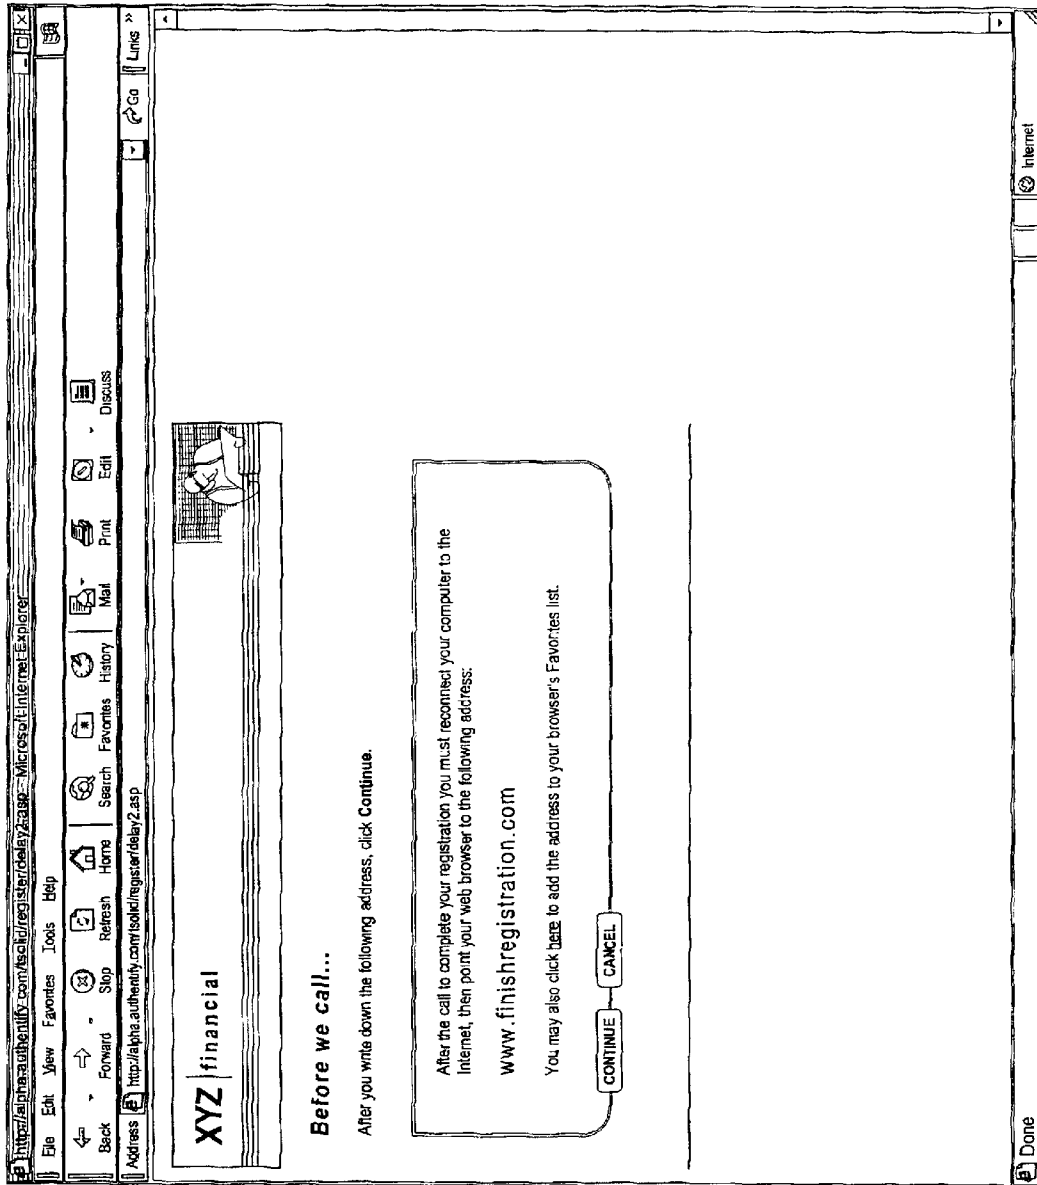 http://alpha.authentify.com/tsolid/register/delay2.asp - Microsoft Internet Explorer
File Edit View Favorites Tools Help
Back Forward Stop Refresh Home Search Favorites History Mail Print Edit Discuss
Address http://alpha.authentify.com/tsolid/register/delay2.asp Go Links »
XYZ financial
Before we call...
After you write down the following address, click Continue.
After the call to complete your registration you must reconnect your computer to the
Internet, then point your web browser to the following address:
www.finishregistration.com
You may also click here to add the address to your browser's Favorites list.
CONTINUE CANCEL
Done Internet